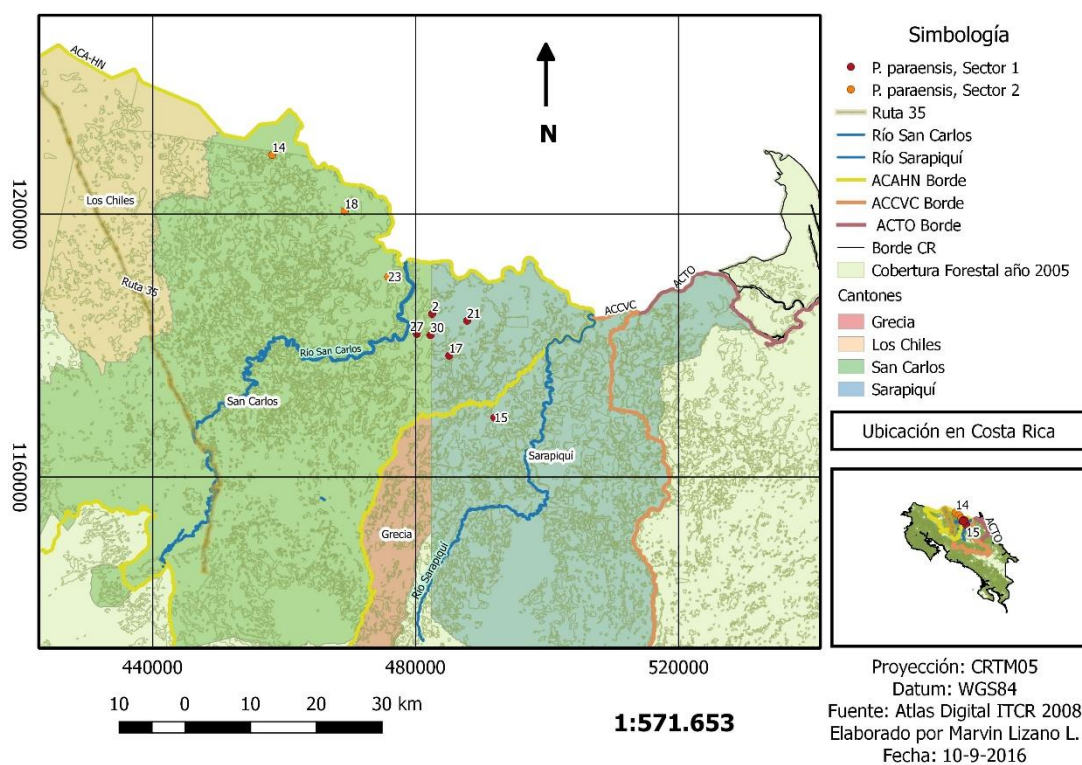 ACA-HN
14
Los Chiles
18
1200000
23
Ruta 35
2
21
27
30
17
Río San Carlos
ACCVC
ACTO
San Carlos
15
Sarapiquí
1160000
Grecia
Río Sarapiquí
N
440000
480000
520000
10 0 10 20 30 km
1:571.653
Simbología
P. paraensis, Sector 1
P. paraensis, Sector 2
Ruta 35
Río San Carlos
Río Sarapiquí
ACAHN Borde
ACCVC Borde
ACTO Borde
Borde CR
Cobertura Forestal año 2005
Cantones
Grecia
Los Chiles
San Carlos
Sarapiquí
Ubicación en Costa Rica
14
15
ACTO
Proyección: CRTM05
Datum: WGS84
Fuente: Atlas Digital ITCR 2008
Elaborado por Marvin Lizano L.
Fecha: 10-9-2016